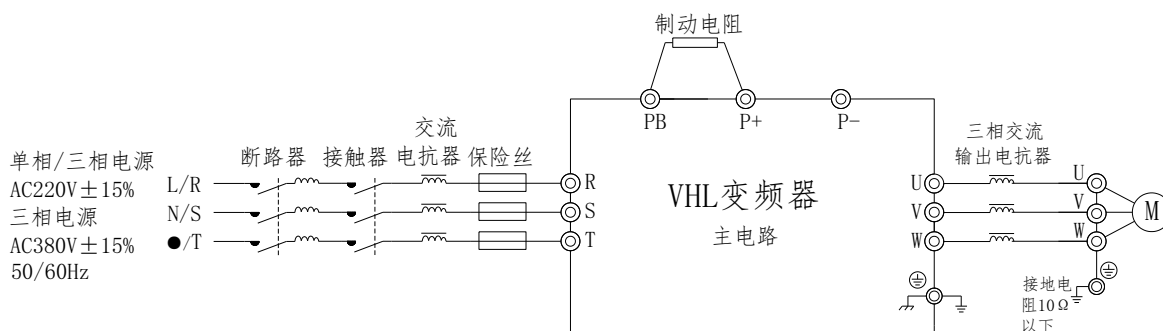 制动电阻
PB
P+
P-
单相/三相电源
AC220V±15%
三相电源
AC380V±15%
50/60Hz
L/R
N/S
●/T
断路器
接触器
交流
电抗器
保险丝
R
S
T
VHL变频器
主电路
U
V
W
三相交流
输出电抗器
U
V
W
M
接地电
阻10Ω
以下